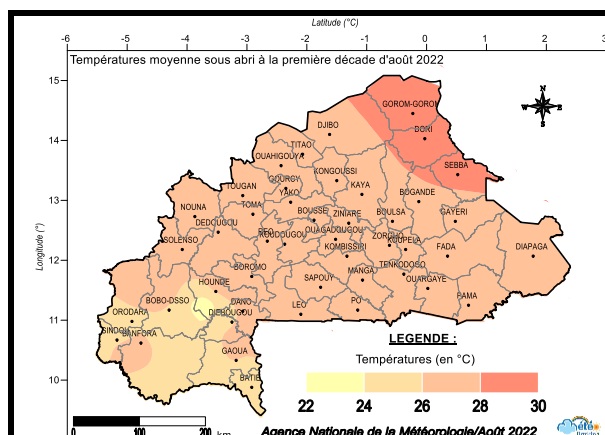 Latitude (°C)
-6 -5 -4 -3 -2 -1 0 1 2 3
Températures moyenne sous abri à la première décade d'août 2022
15
14
13
12
11
10
Longitude (°)
N
S
GOROM-GOROM
DORI
DJIBO
TITAO
SEBBA
OUAHIGOUYA
KONGOUSSI
GOURCY
TOUGAN
KAYA
YAKO
BOGANDE
NOUNA
TOMA
BOUSSE
ZINIARE
BOULSA
GAYERI
DEDOUGOU
REO
OUAGADOUGOU
ZORGHO
KOUDOUGOU
KOUPELA
SOLENSO
KOMBISSIRI
FADA
DIAPAGA
BOROMO
TENKODOGO
MANGA
HOUNDE
SAPOUY
OUARGAYE
BOBO-DSSO
DANO
LEO
PO
PAMA
ORODARA
DIEBOUGOU
SINDOU
BANFORA
GAOUA
BATIE
LEGENDE :
Températures (en °C)
22 24 26 28 30
0 100 200 km
Agence Nationale de la Météorologie/Août 2022
météo